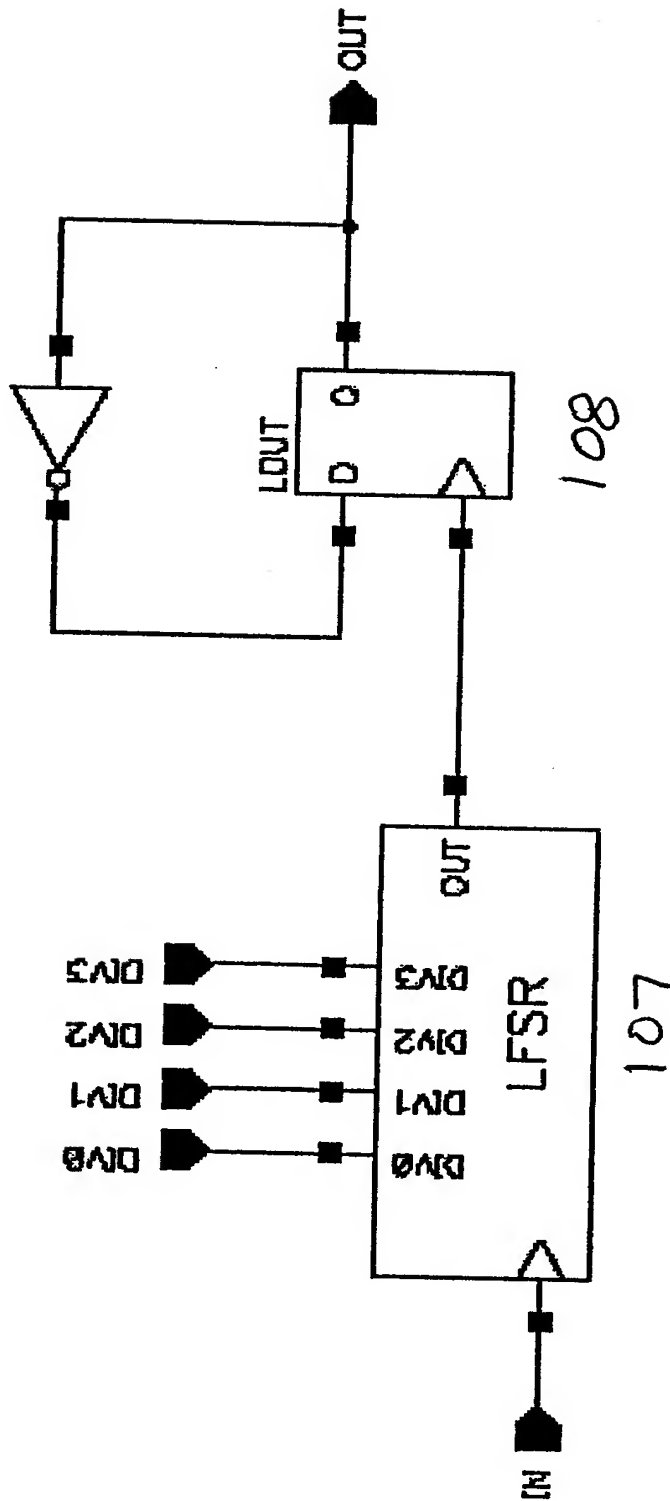 OUT
LOUT
D
Q
108
DIV3
DIV2
DIV1
DIV0
OUT
DIV3
DIV2
DIV1
DIV0
LFSR
107
IN